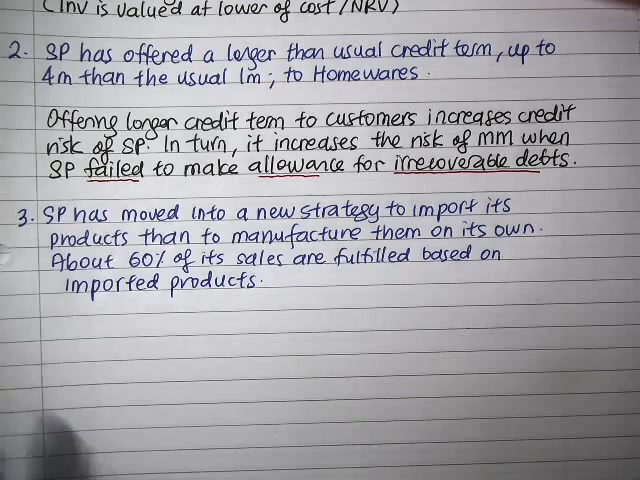 (Inv is valued at lower of cost/NRV)
2. SP has offered a longer than usual credit term, up to
4m than the usual 1m; to Homewares.
Offering longer credit term to customers increases credit
risk of SP. In turn, it increases the risk of MM when
SP failed to make allowance for irrecoverable debts.
3. SP has moved into a new strategy to import its
products than to manufacture them on its own.
About 60% of its sales are fulfilled based on
imported products.